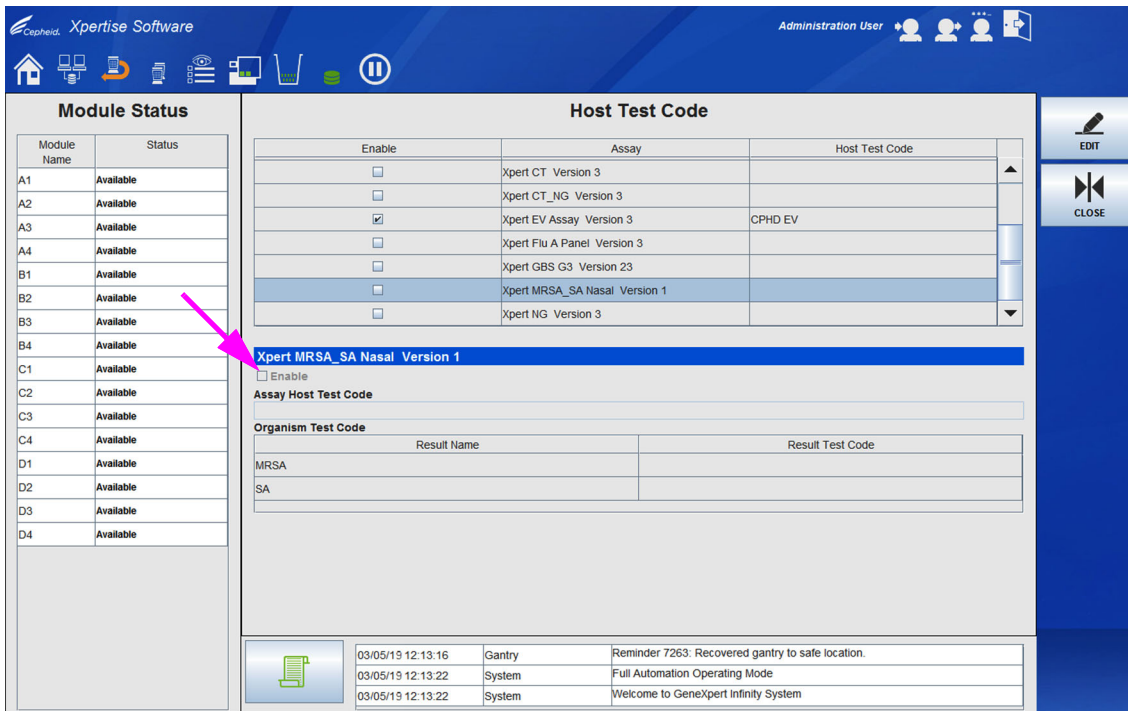 Cepheid. Xpertise Software
Administration User
Module Status
Module Name Status
A1 Available
A2 Available
A3 Available
A4 Available
B1 Available
B2 Available
B3 Available
B4 Available
C1 Available
C2 Available
C3 Available
C4 Available
D1 Available
D2 Available
D3 Available
D4 Available
Host Test Code
Enable Assay Host Test Code
Xpert CT Version 3
Xpert CT_NG Version 3
Xpert EV Assay Version 3 CPHD EV
Xpert Flu A Panel Version 3
Xpert GBS G3 Version 23
Xpert MRSA_SA Nasal Version 1
Xpert NG Version 3
Xpert MRSA_SA Nasal Version 1
Enable
Assay Host Test Code
Organism Test Code
Result Name Result Test Code
MRSA
SA
03/05/19 12:13:16 Gantry Reminder 7263: Recovered gantry to safe location.
03/05/19 12:13:22 System Full Automation Operating Mode
03/05/19 12:13:22 System Welcome to GeneXpert Infinity System
EDIT
CLOSE